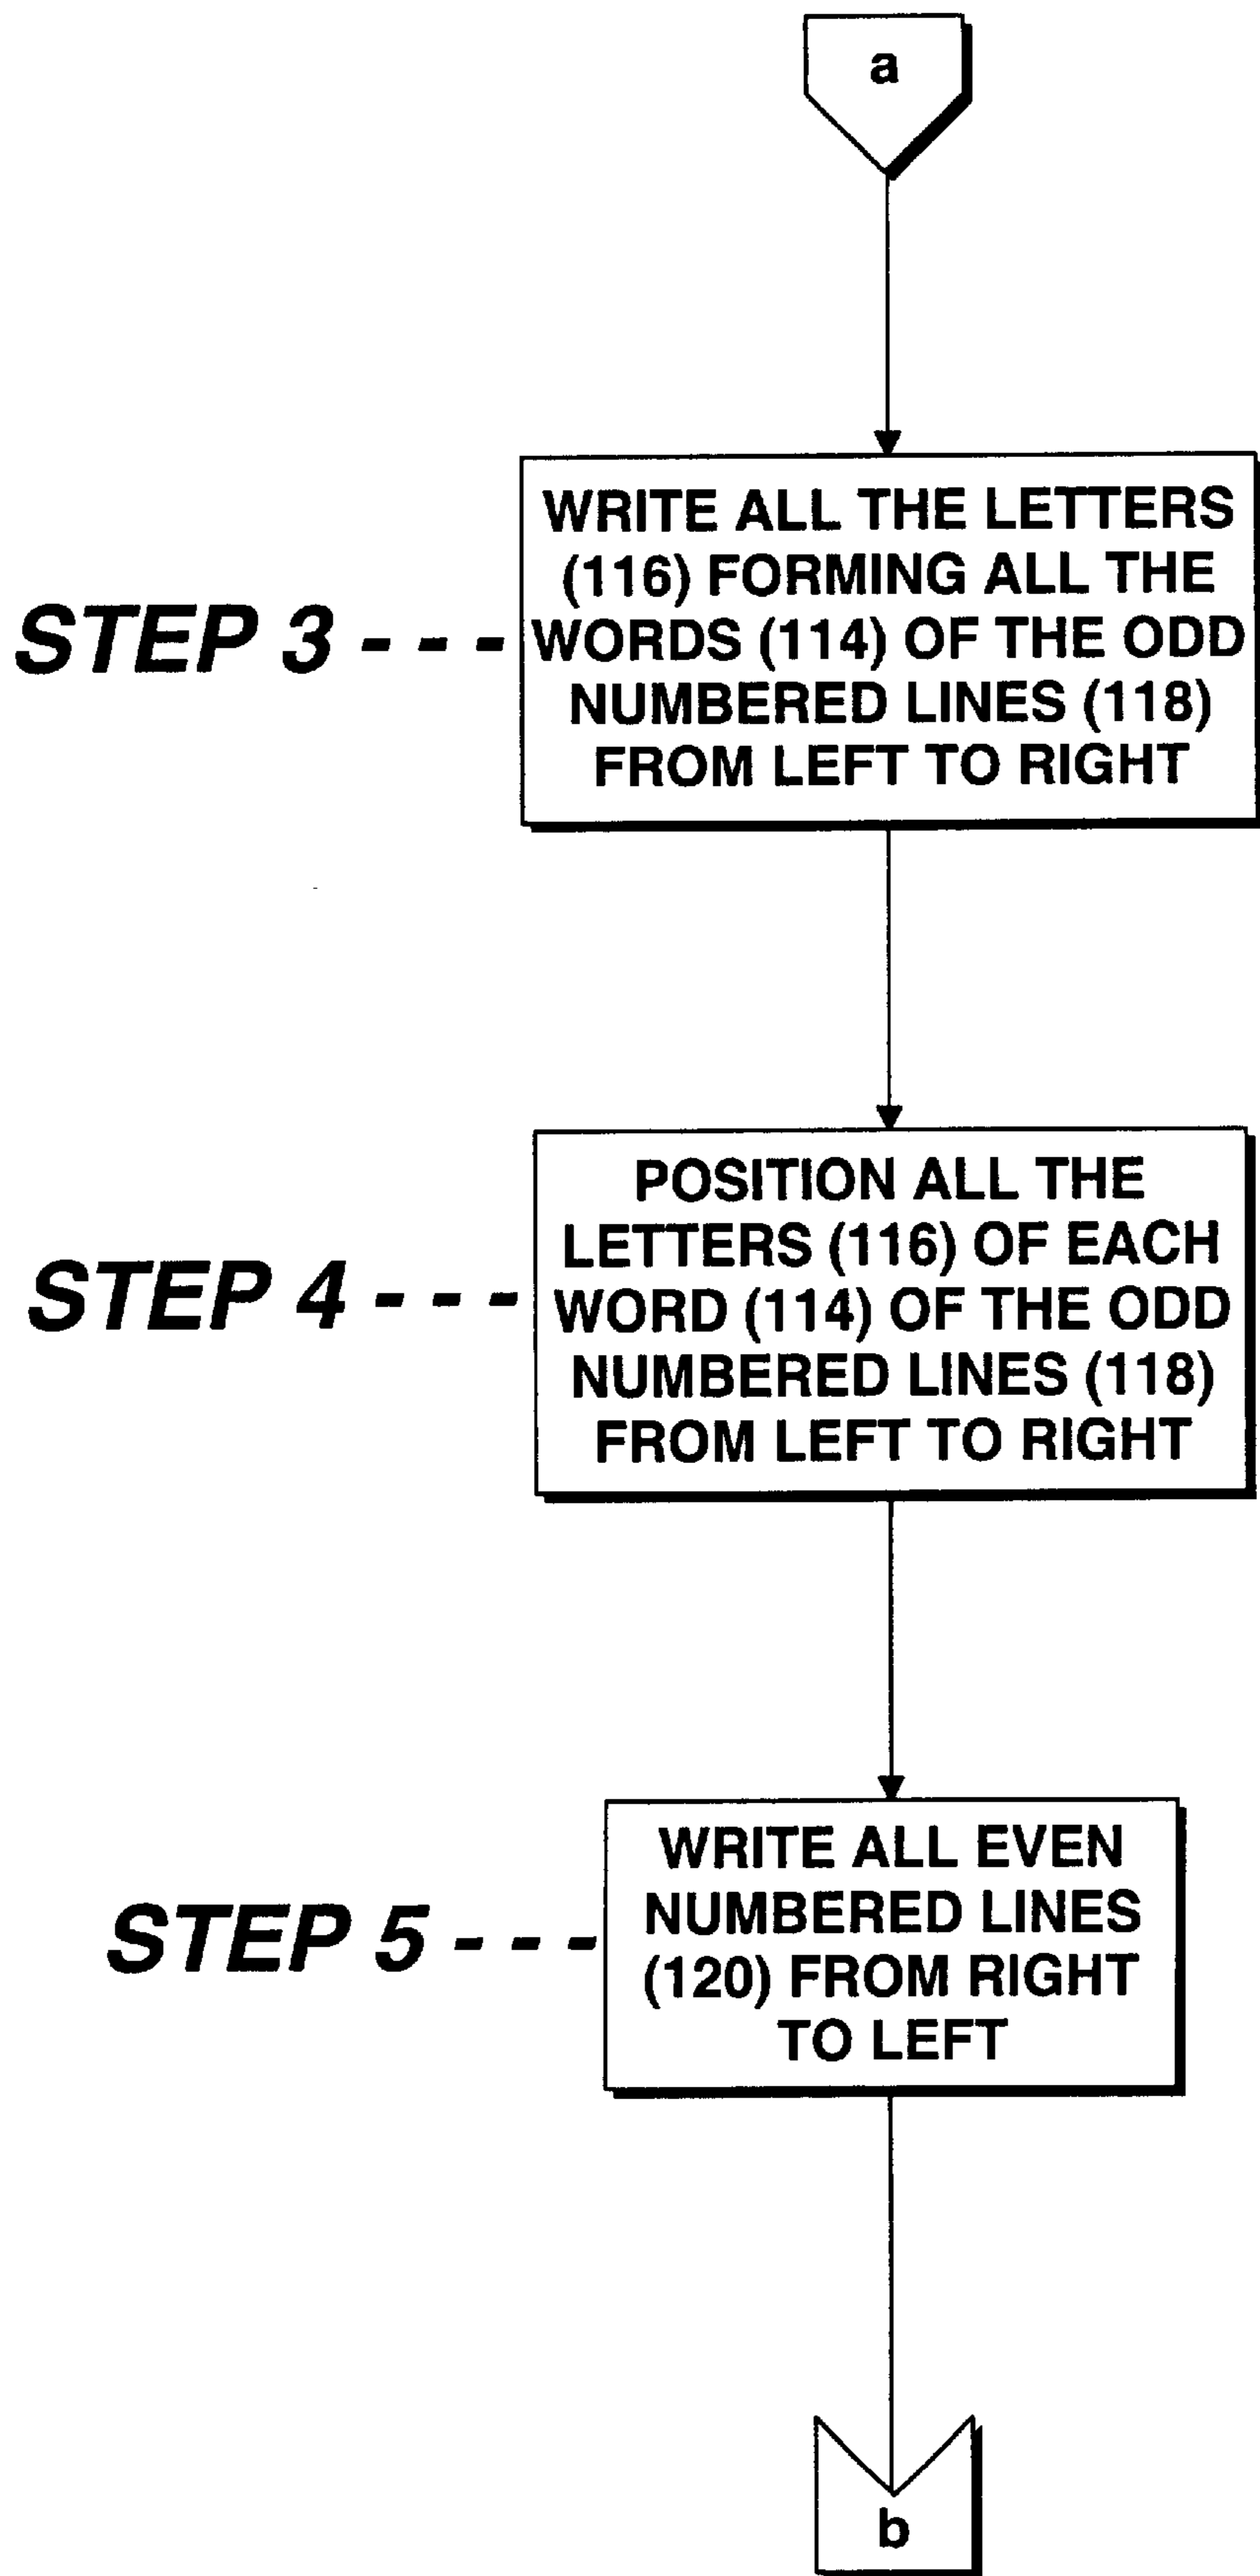 a
WRITE ALL THE LETTERS
(116) FORMING ALL THE
STEP 3 - - - WORDS (114) OF THE ODD
NUMBERED LINES (118)
FROM LEFT TO RIGHT
POSITION ALL THE
LETTERS (116) OF EACH
STEP 4 - - - WORD (114) OF THE ODD
NUMBERED LINES (118)
FROM LEFT TO RIGHT
WRITE ALL EVEN
NUMBERED LINES
STEP 5 - - - (120) FROM RIGHT
TO LEFT
b